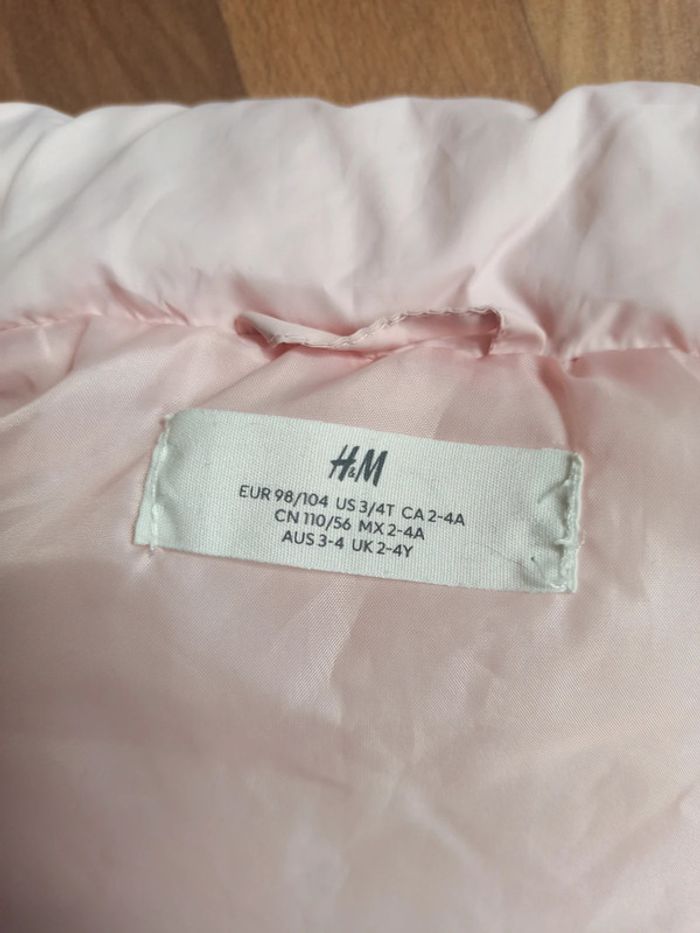 H&M
EUR 98/104 US 3/4T CA 2-4A
CN 110/56 MX 2-4A
AUS 3-4 UK 2-4Y